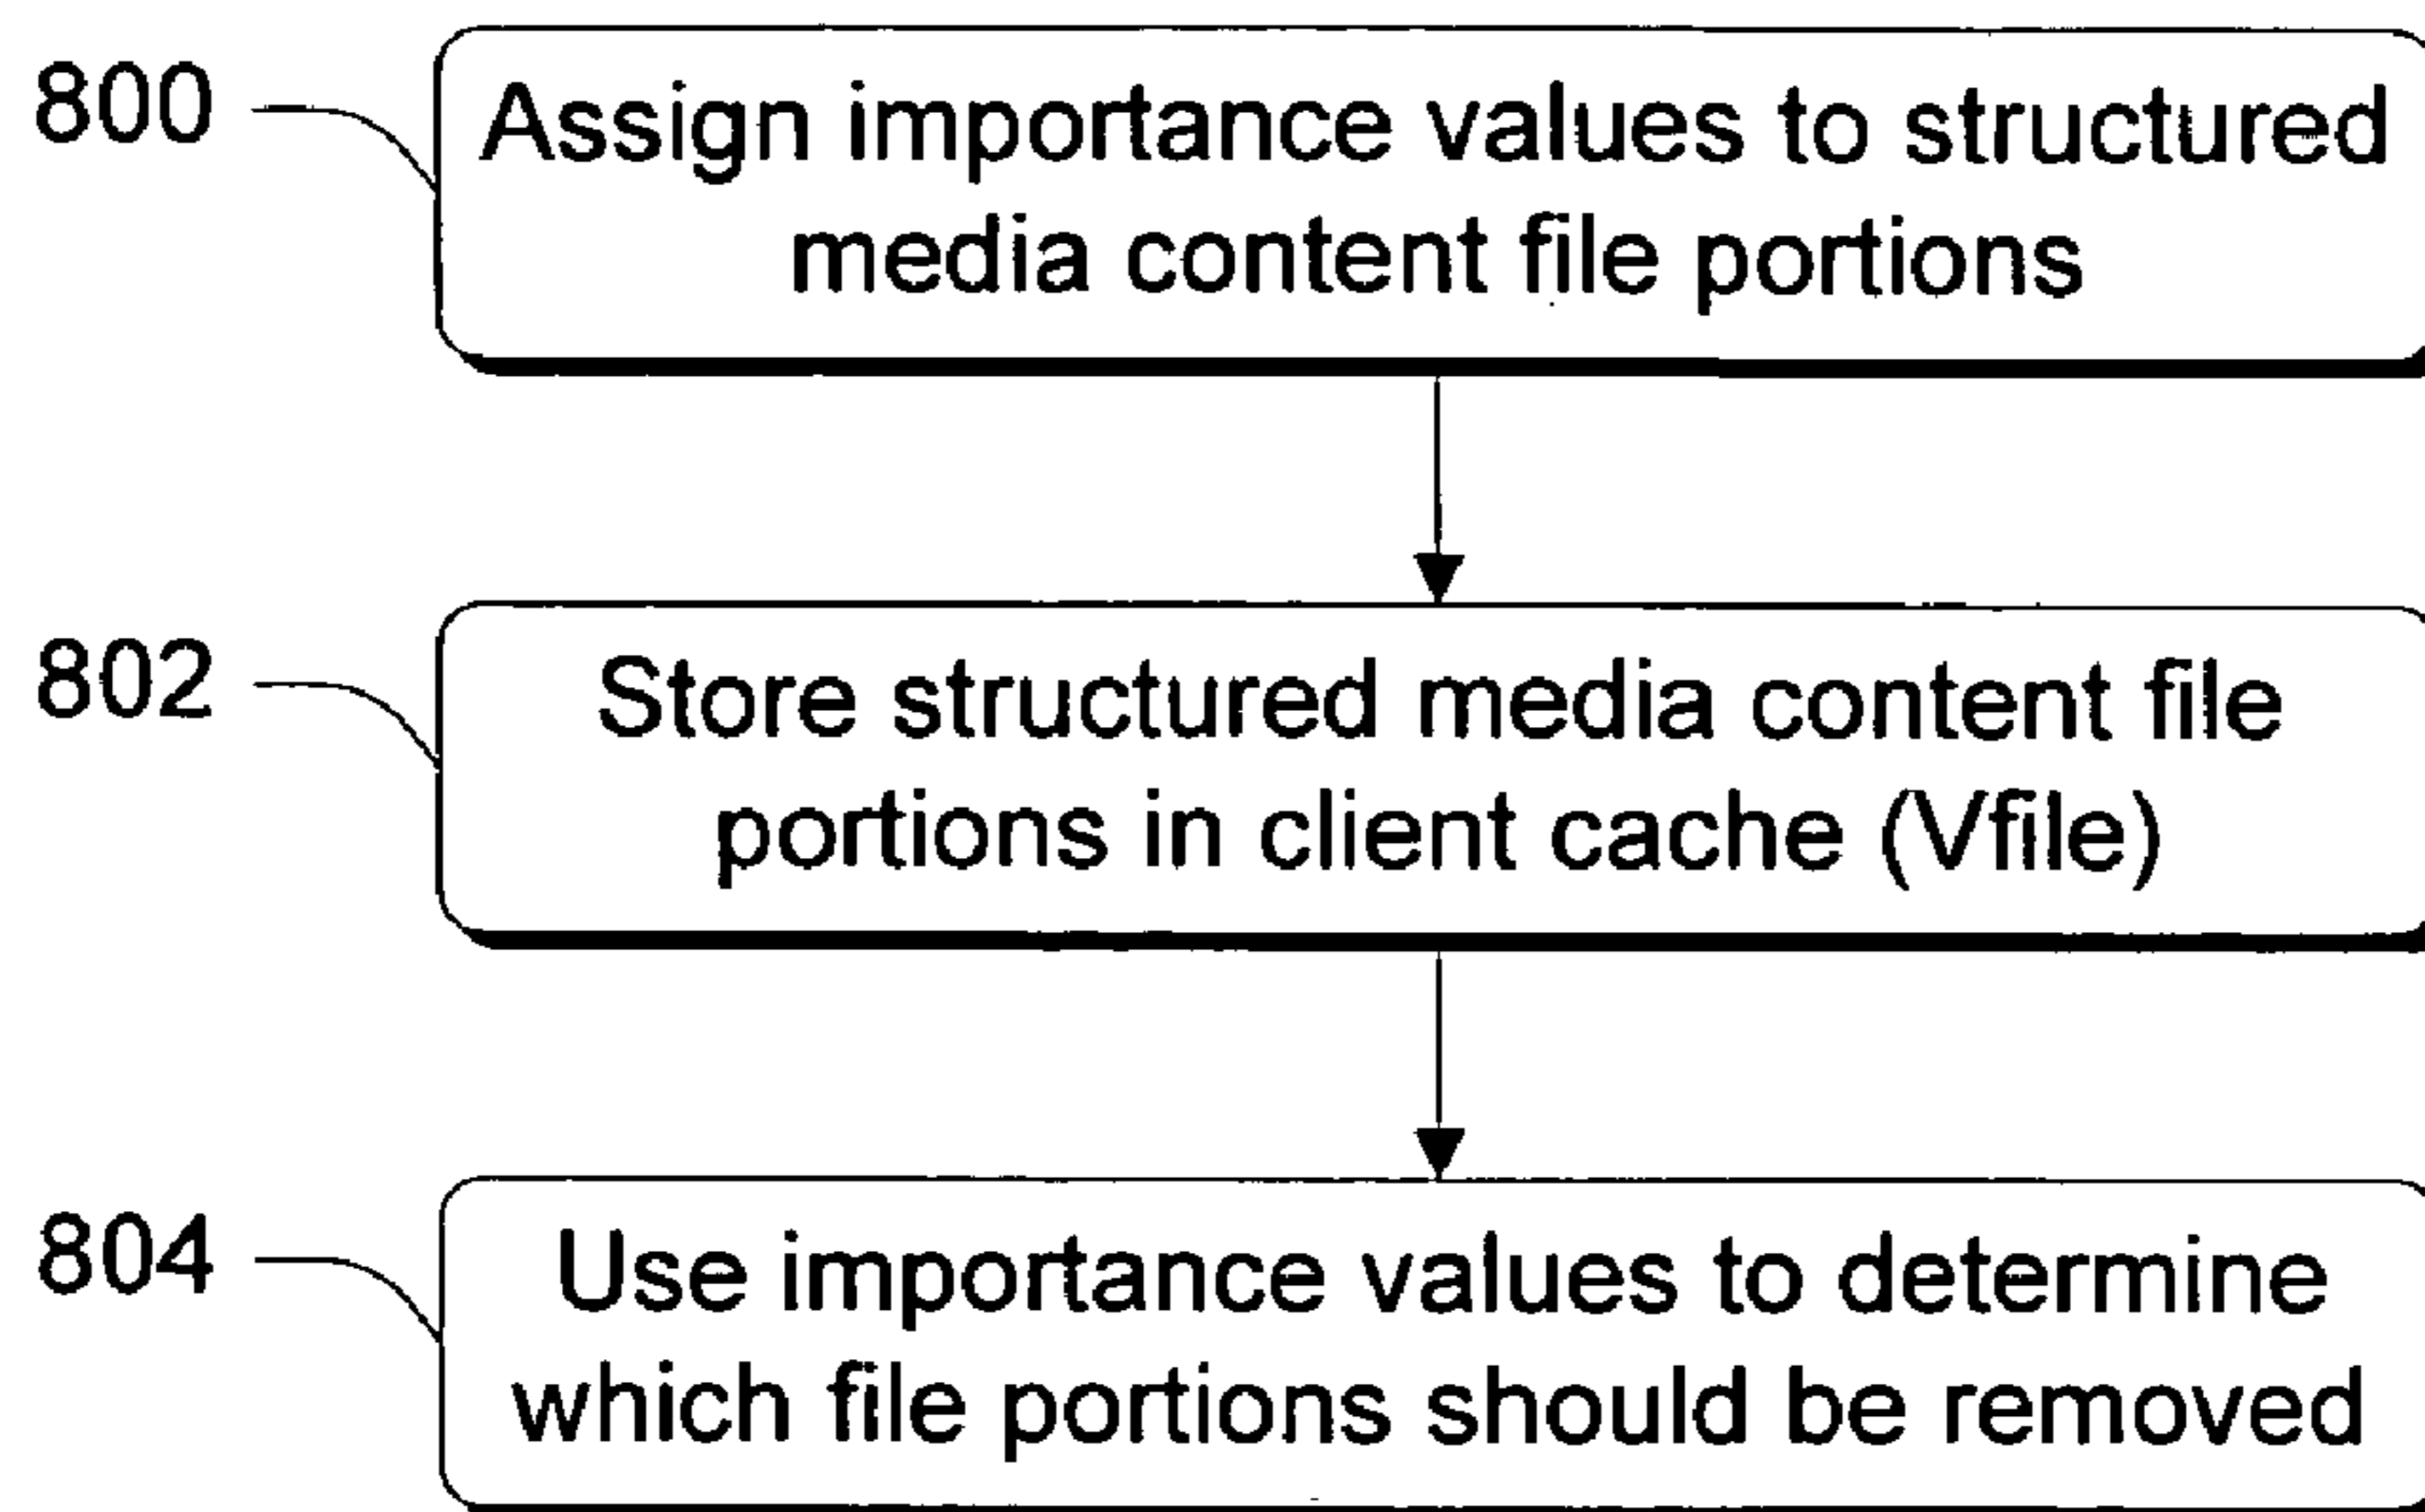 800
Assign importance values to structured
media content file portions
802
Store structured media content file
portions in client cache (Vfile)
804
Use importance values to determine
which file portions should be removed